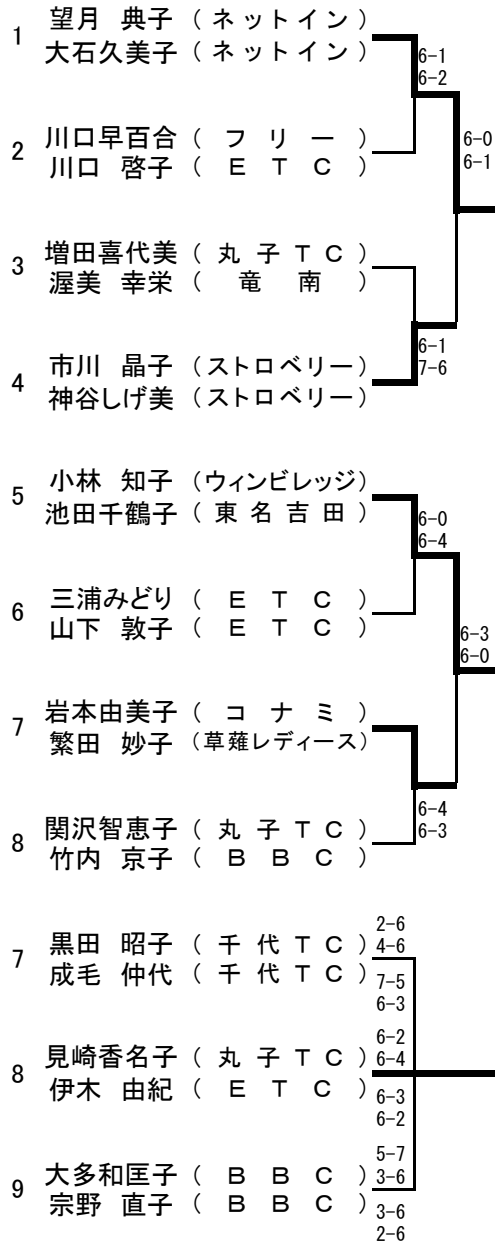 1 望月 典子 (ネットイン)
大石久美子 (ネットイン)
6-1
6-2
2 川口早百合 (フリー)
川口 啓子 (ETC)
6-0
6-1
3 増田喜代美 (丸子TC)
渥美 幸栄 (竜南)
6-1
7-6
4 市川 晶子 (ストロベリー)
神谷しげ美 (ストロベリー)
5 小林 知子 (ウィンビレッジ)
池田千鶴子 (東名吉田)
6-0
6-4
6 三浦みどり (ETC)
山下 敦子 (ETC)
6-3
6-0
7 岩本由美子 (コナミ)
繁田 妙子 (草薙レディース)
6-4
6-3
8 関沢智恵子 (丸子TC)
竹内 京子 (BBC)
7 黒田 昭子 (千代TC)
成毛 仲代 (千代TC)
2-6
4-6
7-5
6-3
8 見崎香名子 (丸子TC)
伊木 由紀 (ETC)
6-2
6-4
6-3
6-2
9 大多和匡子 (BBC)
宗野 直子 (BBC)
5-7
3-6
3-6
2-6